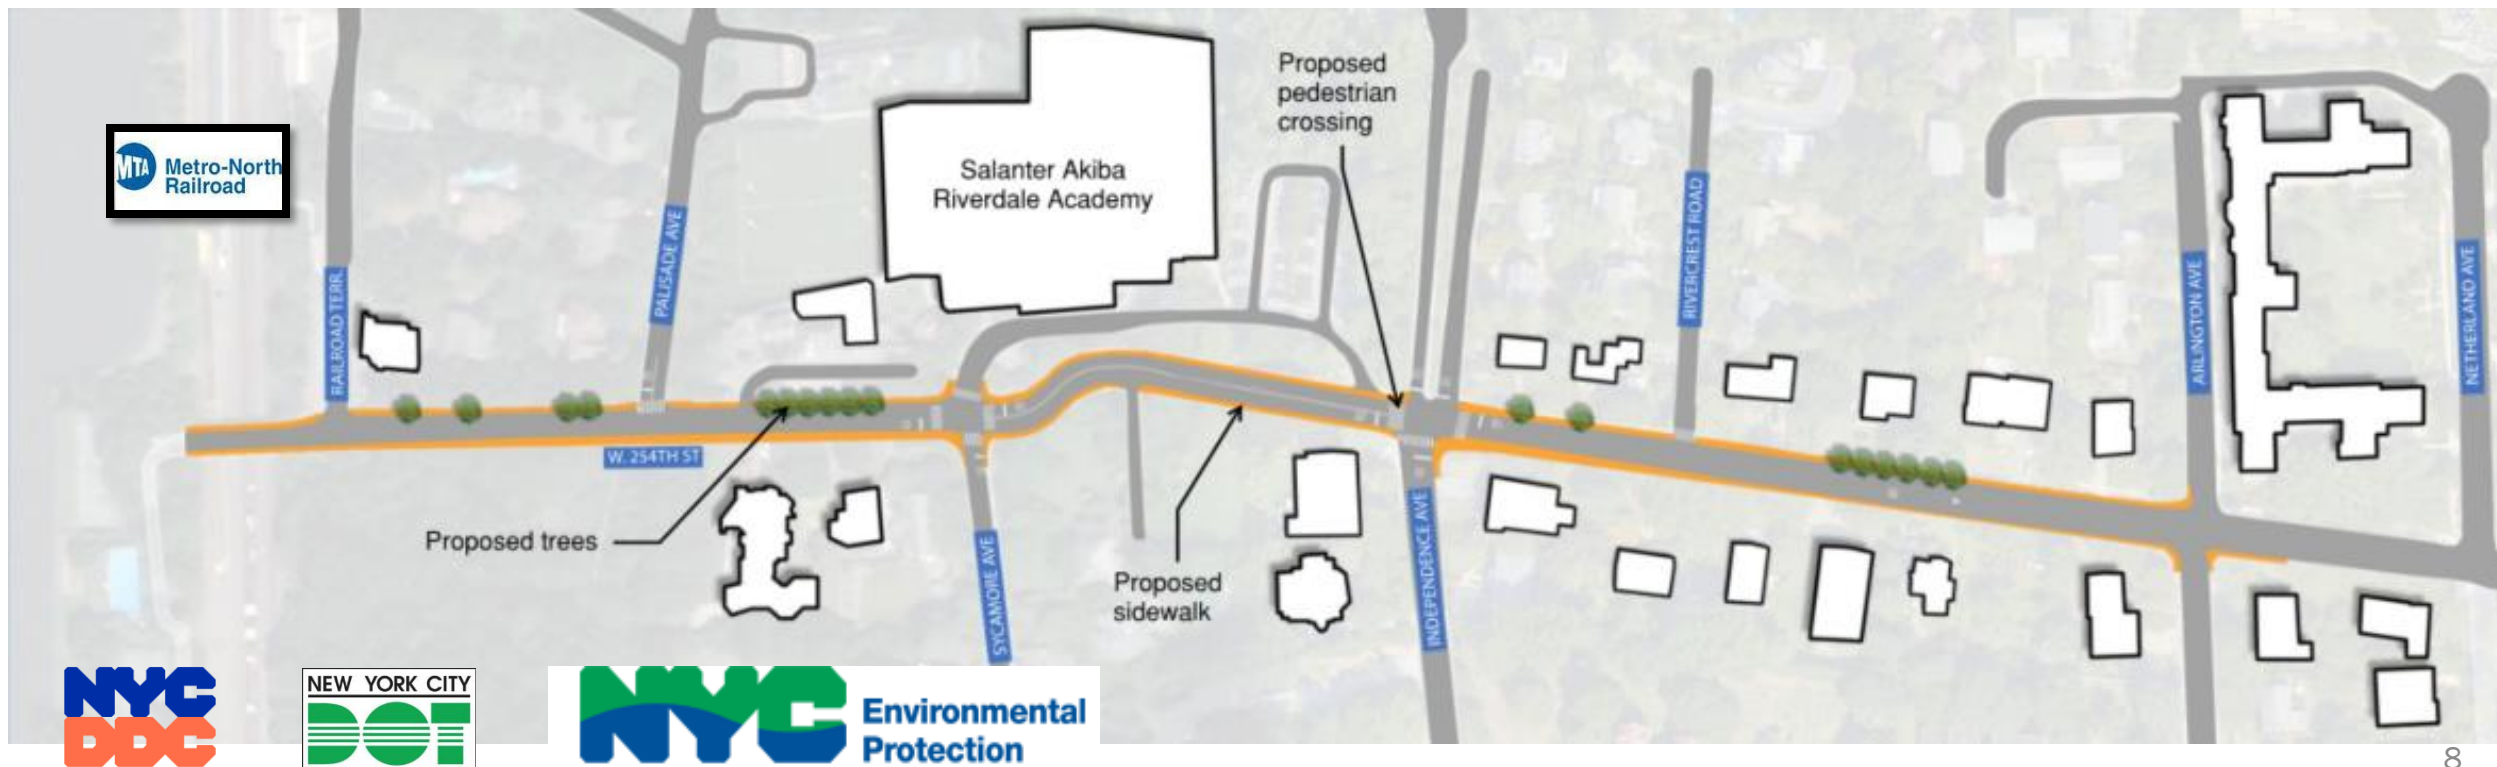 Proposed
pedestrian
crossing
MTA
Metro-North
Railroad
Salanter Akiba
Riverdale Academy
RAILROAD TERR.
PALISADE AVE
RIVERCREST ROAD
ARLINGTON AVE
NETHERLAND AVE
W. 254TH ST
Proposed trees
SYCAMORE AVE
Proposed
sidewalk
INDEPENDENCE AVE
NYC
DDC
NEW YORK CITY
DOT
NYC
Environmental
Protection
8